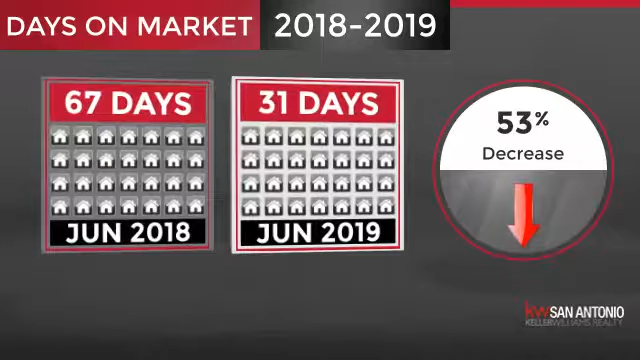 DAYS ON MARKET 2018-2019
67 DAYS
JUN 2018
31 DAYS
JUN 2019
53%
Decrease
kw SAN ANTONIO
KELLERWILLIAMS. REALTY